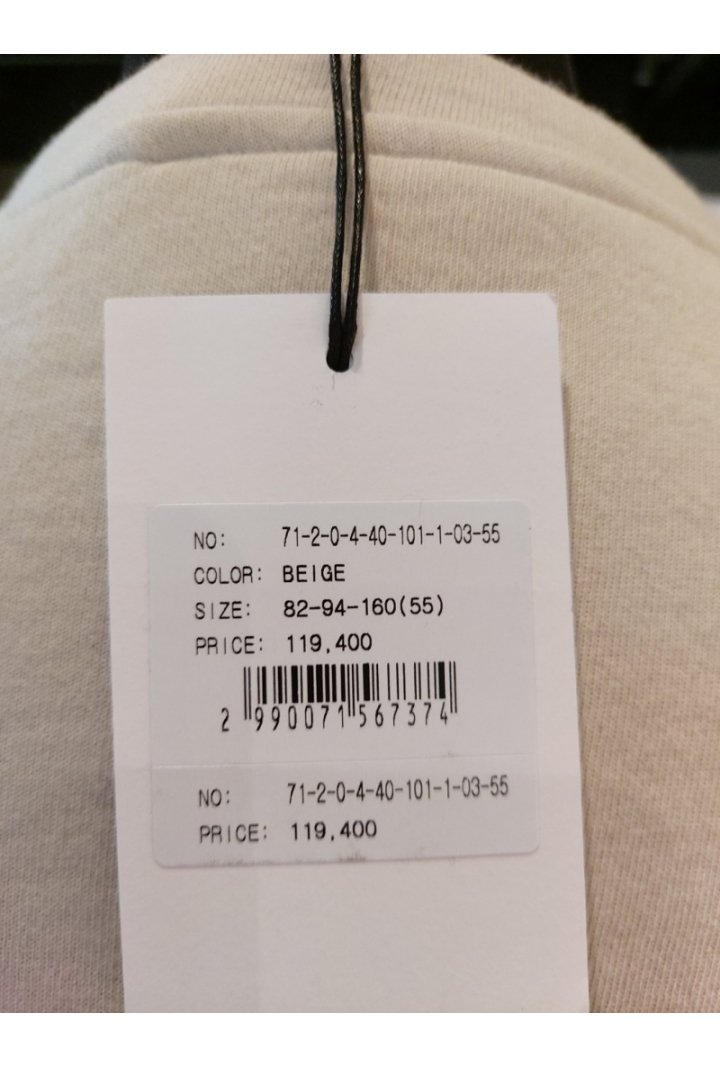 NO: 71-2-0-4-40-101-1-03-55
COLOR: BEIGE
SIZE: 82-94-160(55)
PRICE: 119,400
2 990071 567374
NO: 71-2-0-4-40-101-1-03-55
PRICE: 119,400